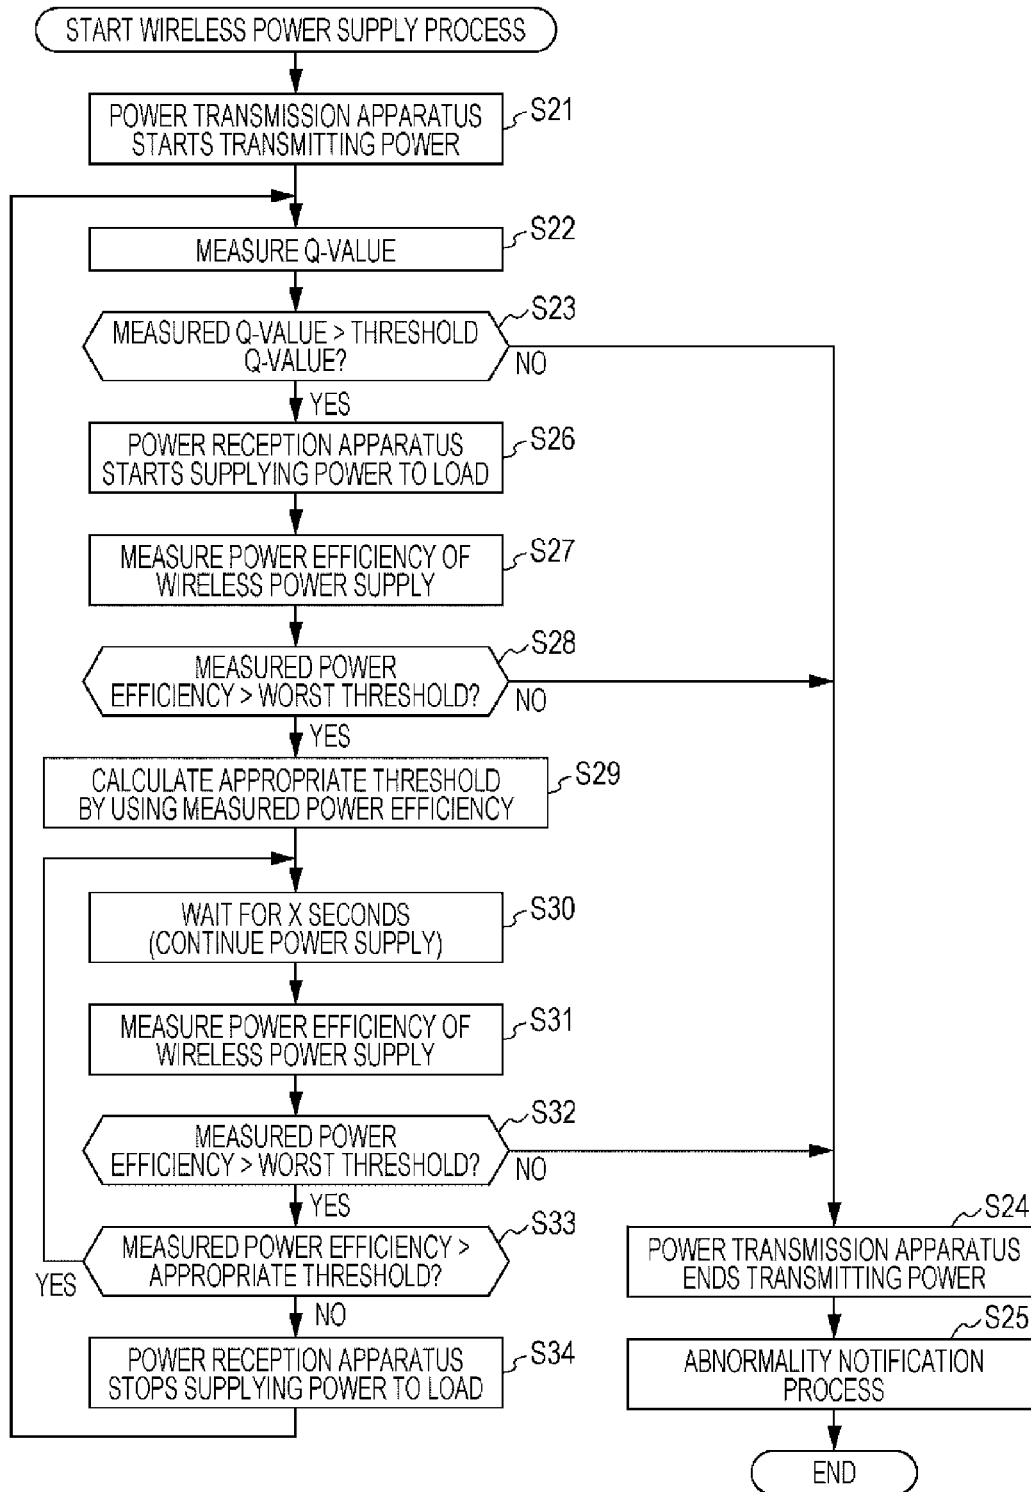 START WIRELESS POWER SUPPLY PROCESS
POWER TRANSMISSION APPARATUS
STARTS TRANSMITTING POWER
S21
MEASURE Q-VALUE
S22
MEASURED Q-VALUE > THRESHOLD
Q-VALUE?
S23
NO
YES
POWER RECEPTION APPARATUS
STARTS SUPPLYING POWER TO LOAD
S26
MEASURE POWER EFFICIENCY OF
WIRELESS POWER SUPPLY
S27
MEASURED POWER
EFFICIENCY > WORST THRESHOLD?
S28
NO
YES
CALCULATE APPROPRIATE THRESHOLD
BY USING MEASURED POWER EFFICIENCY
S29
WAIT FOR X SECONDS
(CONTINUE POWER SUPPLY)
S30
MEASURE POWER EFFICIENCY OF
WIRELESS POWER SUPPLY
S31
MEASURED POWER
EFFICIENCY > WORST THRESHOLD?
S32
NO
YES
MEASURED POWER EFFICIENCY >
APPROPRIATE THRESHOLD?
S33
YES
NO
POWER RECEPTION APPARATUS
STOPS SUPPLYING POWER TO LOAD
S34
S24
POWER TRANSMISSION APPARATUS
ENDS TRANSMITTING POWER
S25
ABNORMALITY NOTIFICATION
PROCESS
END